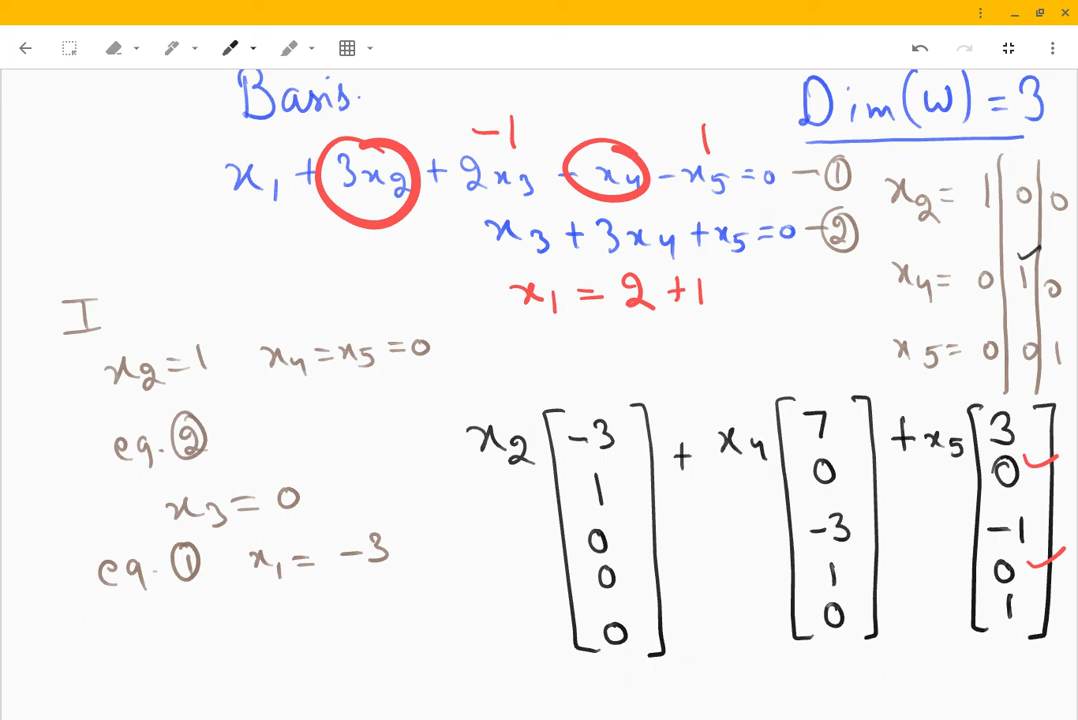 Basis.
Dim(W) = 3
-1 1
x1 + 3x2 + 2x3 - x4 - x5 = 0 - ①
x3 + 3x4 + x5 = 0 - ②
x1 = 2 + 1
x2 = 1 | 0 | 0
x4 = 0 | 1 | 0
x5 = 0 | 0 | 1
I
x2 = 1 x4 = x5 = 0
eq. ②
x3 = 0
eq. ① x1 = -3
x2 [-3 1 0 0 0] + x4 [7 0 -3 1 0] + x5 [3 0 -1 0 1]